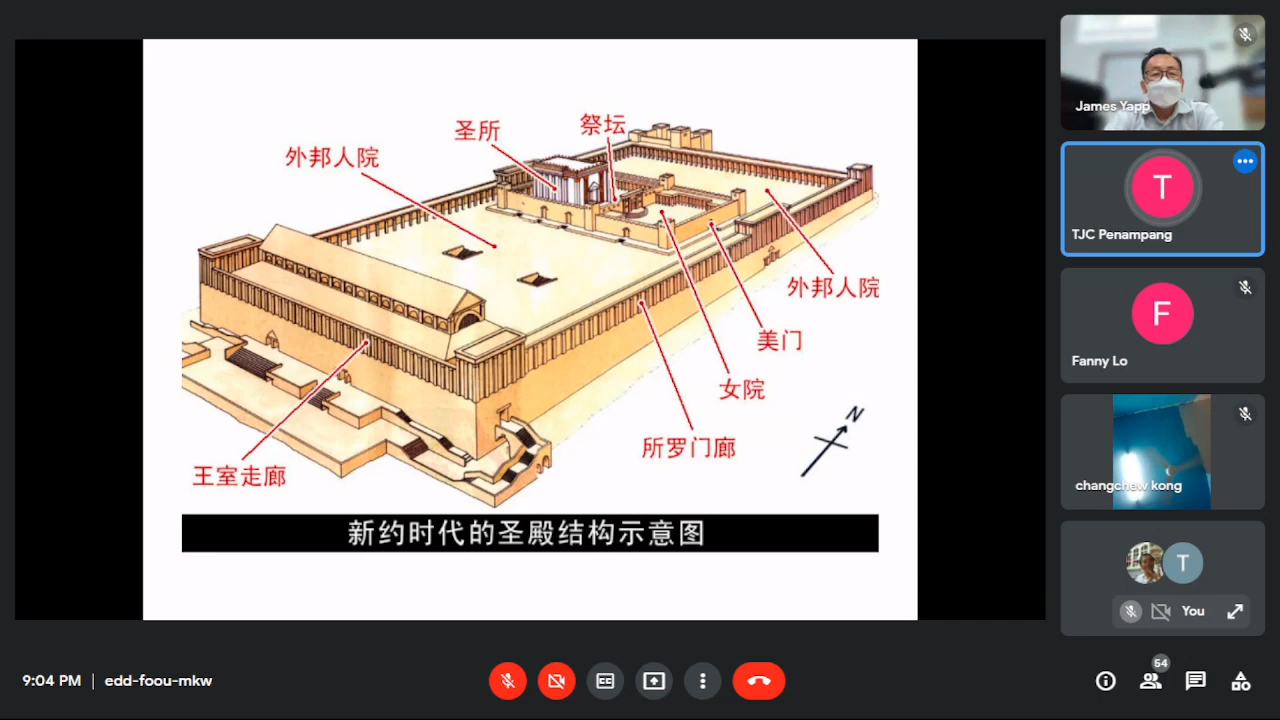 圣所
祭坛
外邦人院
外邦人院
美门
女院
所罗门廊
王室走廊
N
新约时代的圣殿结构示意图
James Yapp
T
TJC Penampang
F
Fanny Lo
changchew kong
T
You
9:04 PM | edd-foou-mkw
CC
54